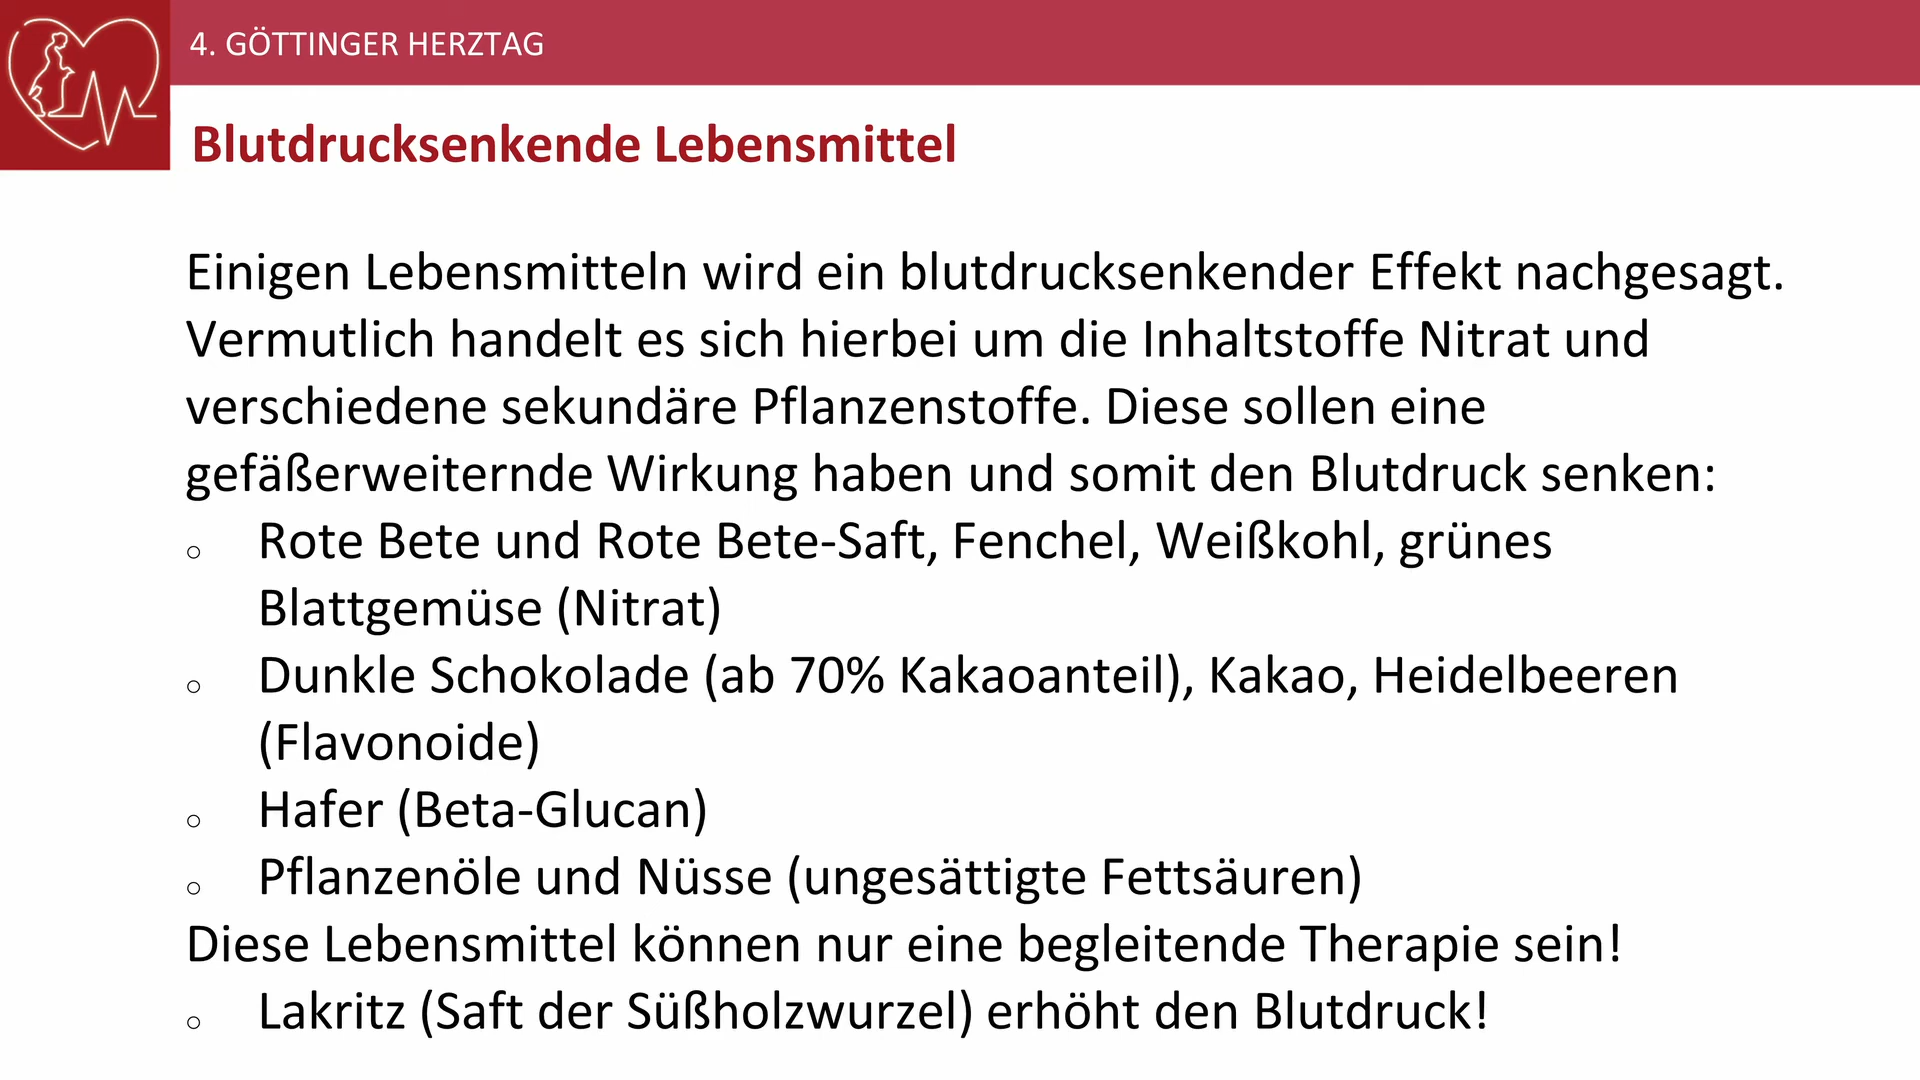 4. GÖTTINGER HERZTAG
Blutdrucksenkende Lebensmittel
Einigen Lebensmitteln wird ein blutdrucksenkender Effekt nachgesagt.
Vermutlich handelt es sich hierbei um die Inhaltstoffe Nitrat und
verschiedene sekundäre Pflanzenstoffe. Diese sollen eine
gefäßerweiternde Wirkung haben und somit den Blutdruck senken:
o Rote Bete und Rote Bete-Saft, Fenchel, Weißkohl, grünes
Blattgemüse (Nitrat)
o Dunkle Schokolade (ab 70% Kakaoanteil), Kakao, Heidelbeeren
(Flavonoide)
o Hafer (Beta-Glucan)
o Pflanzenöle und Nüsse (ungesättigte Fettsäuren)
Diese Lebensmittel können nur eine begleitende Therapie sein!
o Lakritz (Saft der Süßholzwurzel) erhöht den Blutdruck!